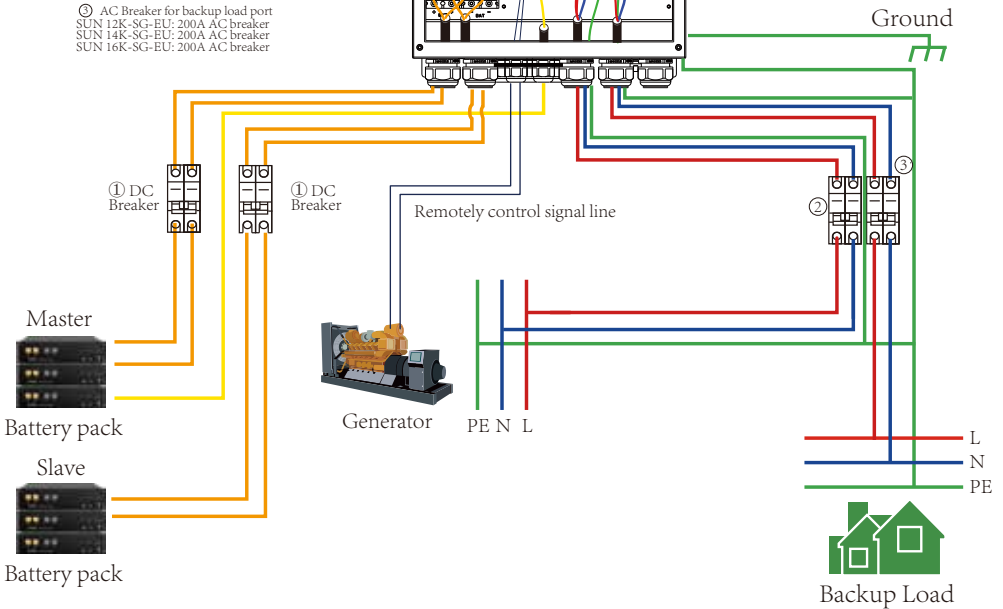 ③ AC Breaker for backup load port
SUN 12K-SG-EU: 200A AC breaker
SUN 14K-SG-EU: 200A AC breaker
SUN 16K-SG-EU: 200A AC breaker
BAT
Ground
① DC
Breaker
① DC
Breaker
③
②
Remotely control signal line
Master
Battery pack
Generator
PE N L
L
N
PE
Slave
Battery pack
Backup Load